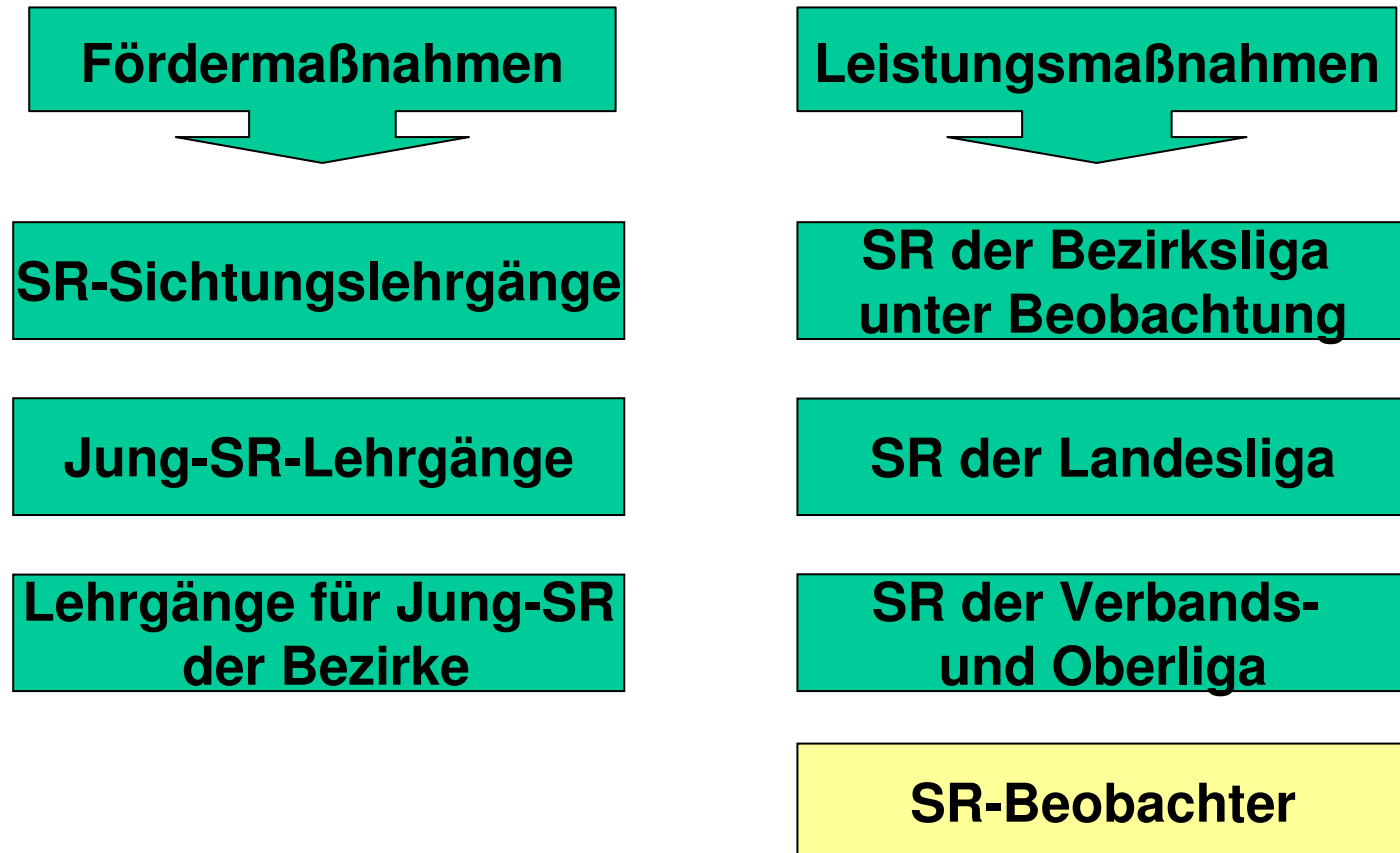 Fördermaßnahmen
SR-Sichtungslehrgänge
Jung-SR-Lehrgänge
Lehrgänge für Jung-SR
der Bezirke
Leistungsmaßnahmen
SR der Bezirksliga
unter Beobachtung
SR der Landesliga
SR der Verbands-
und Oberliga
SR-Beobachter